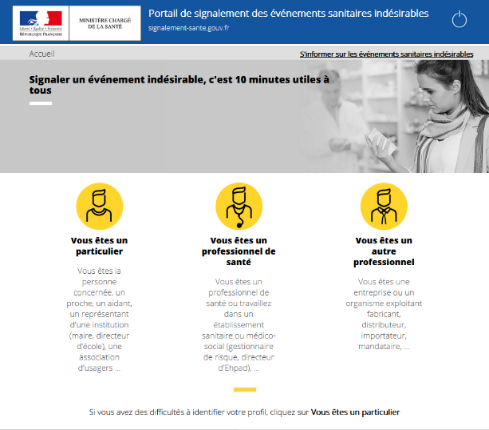 Liberté • Égalité • Fraternité
RÉPUBLIQUE FRANÇAISE
MINISTÈRE CHARGÉ
DE LA SANTÉ
Portail de signalement des événements sanitaires indésirables
signalement-sante.gouv.fr
Accueil
S'informer sur les événements sanitaires indésirables
Signaler un événement indésirable, c'est 10 minutes utiles à
tous
Vous êtes un
particulier
Vous êtes la
personne
concernée, un
proche, un aidant,
un représentant
d'une institution
(maire, directeur
d'école), une
association
d'usagers ...
Vous êtes un
professionnel de
santé
Vous êtes un
professionnel de
santé ou travaillez
dans un
établissement
sanitaire ou médico-
social (gestionnaire
de risque, directeur
d'Ehpad), ...
Vous êtes un
autre
professionnel
Vous êtes une
entreprise ou un
organisme exploitant
fabricant,
distributeur,
importateur,
mandataire, ...
Si vous avez des difficultés à identifier votre profil, cliquez sur Vous êtes un particulier